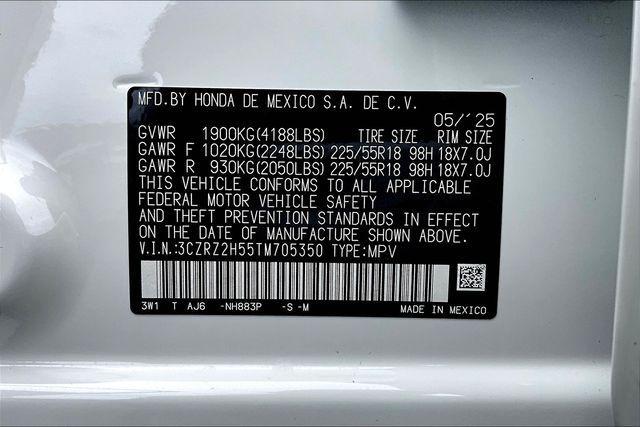 MFD.BY HONDA DE MEXICO S.A. DE C.V.
05/'25
GVWR 1900KG(4188LBS) TIRE SIZE RIM SIZE
GAWR F 1020KG(2248LBS) 225/55R18 98H 18X7.0J
GAWR R 930KG(2050LBS) 225/55R18 98H 18X7.0J
THIS VEHICLE CONFORMS TO ALL APPLICABLE
FEDERAL MOTOR VEHICLE SAFETY
AND THEFT PREVENTION STANDARDS IN EFFECT
ON THE DATE OF MANUFACTURE SHOWN ABOVE.
V.I.N.:3CZRZ2H55TM705350 TYPE:MPV
3W1 T AJ6 -NH883P -S -M MADE IN MEXICO